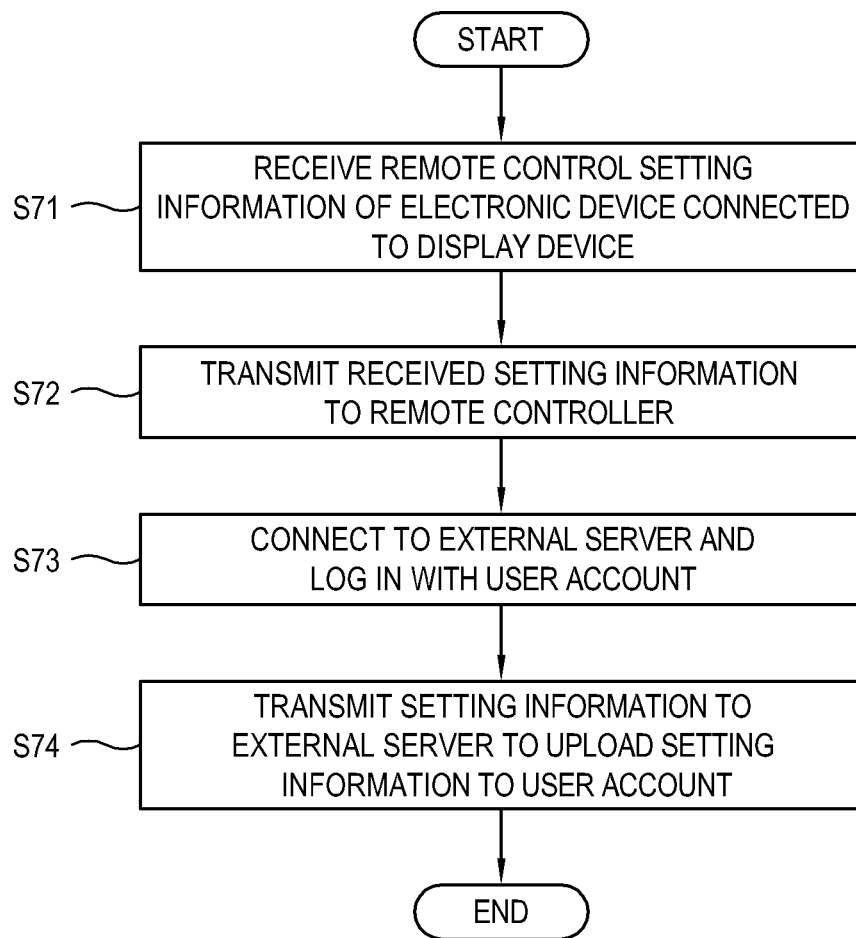 START
S71
RECEIVE REMOTE CONTROL SETTING
INFORMATION OF ELECTRONIC DEVICE CONNECTED
TO DISPLAY DEVICE
S72
TRANSMIT RECEIVED SETTING INFORMATION
TO REMOTE CONTROLLER
S73
CONNECT TO EXTERNAL SERVER AND
LOG IN WITH USER ACCOUNT
S74
TRANSMIT SETTING INFORMATION TO
EXTERNAL SERVER TO UPLOAD SETTING
INFORMATION TO USER ACCOUNT
END